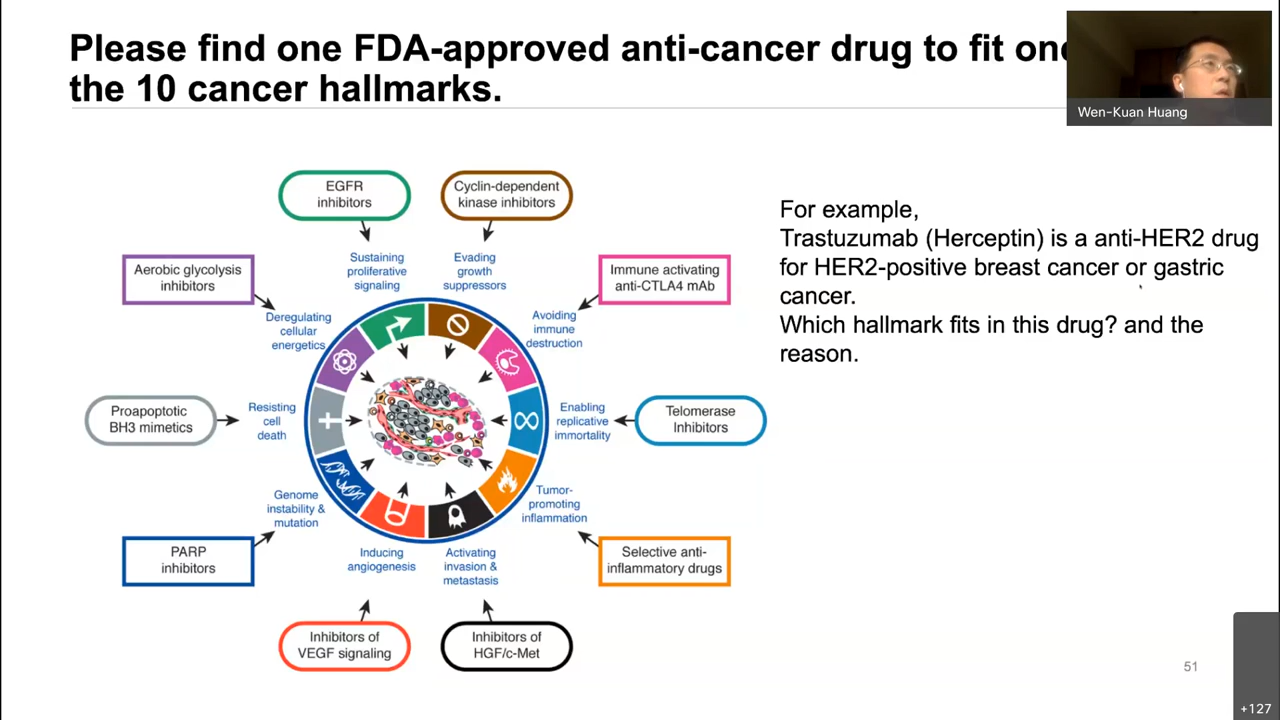 Please find one FDA-approved anti-cancer drug to fit one
the 10 cancer hallmarks.
Wen-Kuan Huang
EGFR
inhibitors
Cyclin-dependent
kinase inhibitors
Sustaining
proliferative
signaling
Evading
growth
suppressors
Aerobic glycolysis
inhibitors
Immune activating
anti-CTLA4 mAb
Deregulating
cellular
energetics
Avoiding
immune
destruction
Proapoptotic
BH3 mimetics
Resisting
cell
death
Enabling
replicative
immortality
Telomerase
Inhibitors
Genome
instability &
mutation
Tumor-
promoting
inflammation
PARP
inhibitors
Inducing
angiogenesis
Activating
invasion &
metastasis
Selective anti-
inflammatory drugs
Inhibitors of
VEGF signaling
Inhibitors of
HGF/c-Met
For example,
Trastuzumab (Herceptin) is a anti-HER2 drug
for HER2-positive breast cancer or gastric
cancer.
Which hallmark fits in this drug? and the
reason.
51
+127